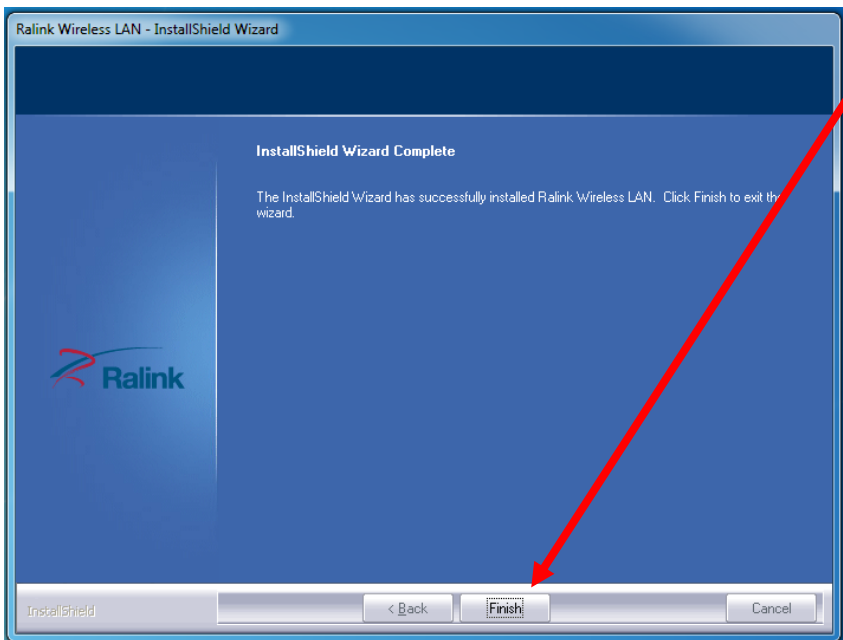 Ralink Wireless LAN - InstallShield Wizard
InstallShield Wizard Complete
The InstallShield Wizard has successfully installed Ralink Wireless LAN. Click Finish to exit the
wizard.
Ralink
InstallShield
< Back
Finish
Cancel